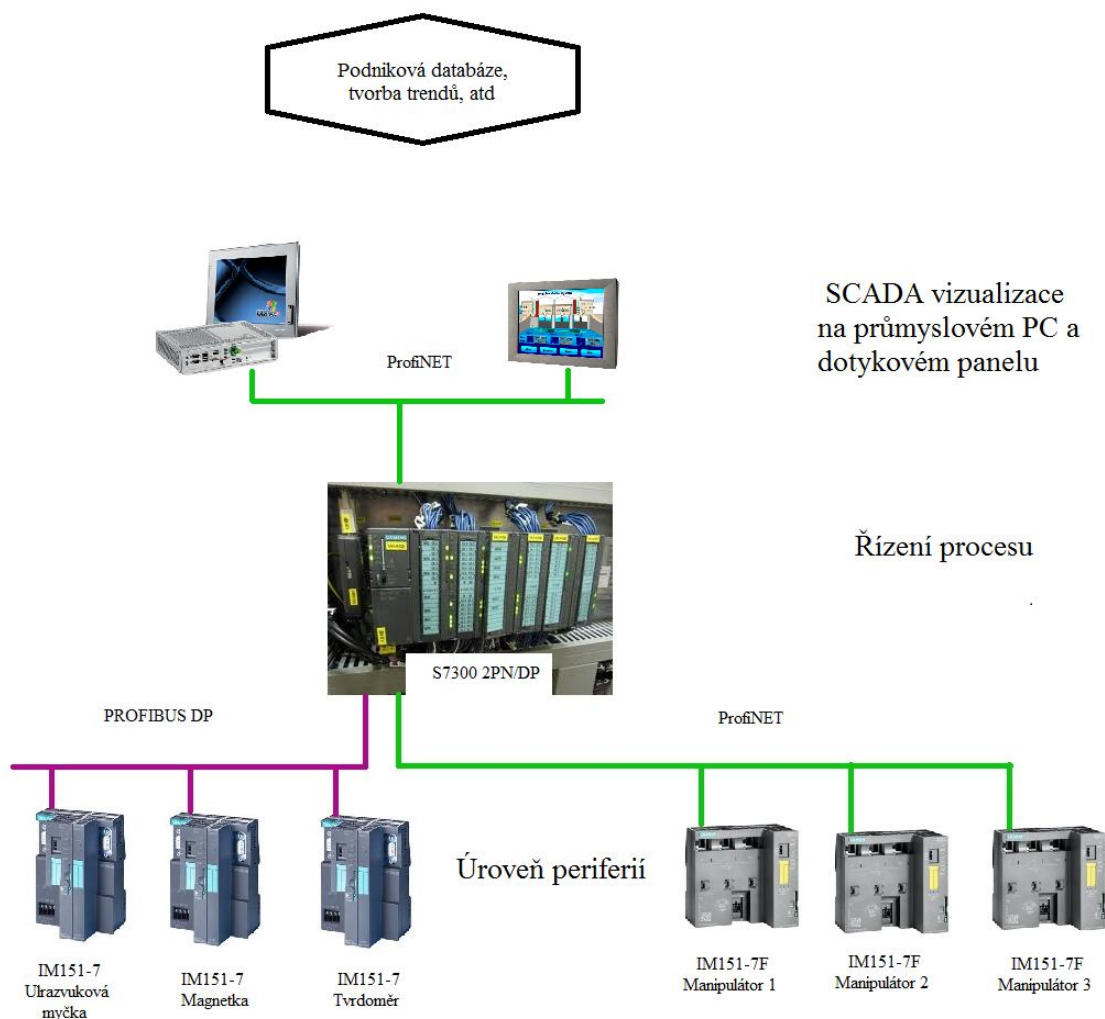 Podniková databáze,
tvorba trendů, atd
SCADA vizualizace
na průmyslovém PC a
dotykovém panelu
ProfiNET
Řízení procesu
.
S7300 2PN/DP
PROFIBUS DP
ProfiNET
Úroveň periferií
IM151-7
Ulrazvuková
myčka
IM151-7
Magnetka
IM151-7
Tvrdoměr
IM151-7F
Manipulátor 1
IM151-7F
Manipulátor 2
IM151-7F
Manipulátor 3